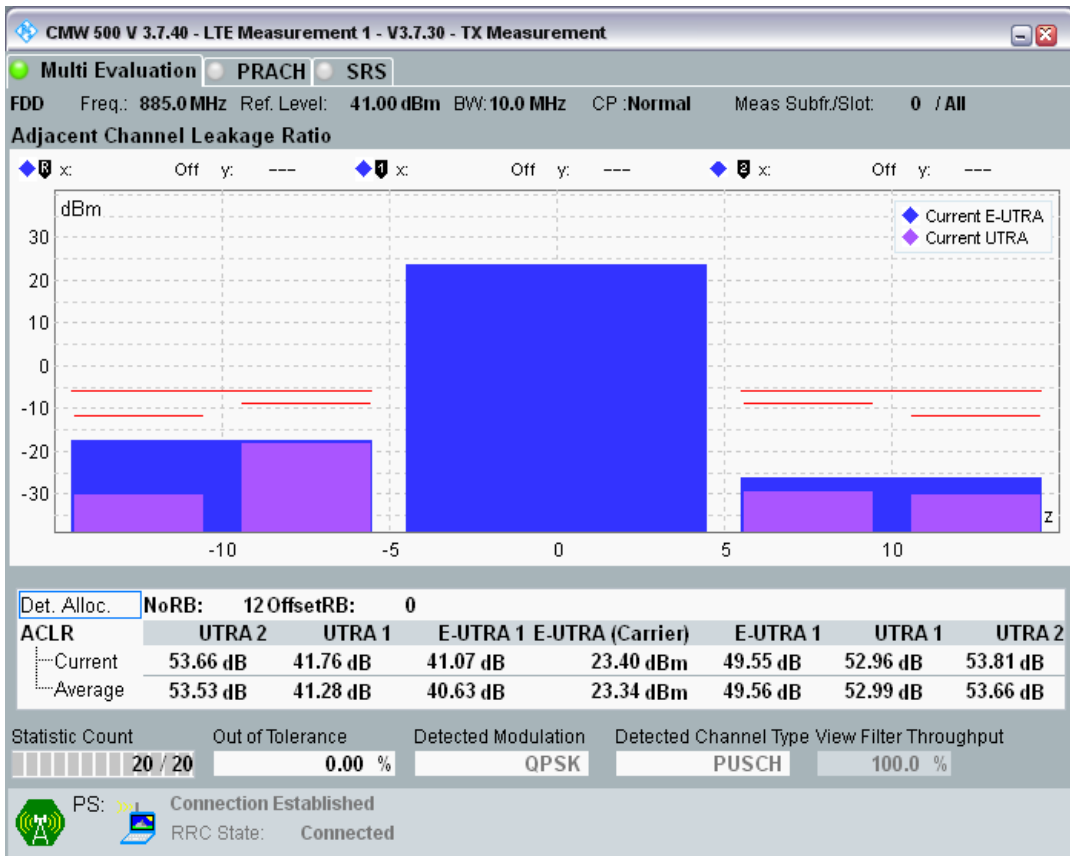 CMW 500 V 3.7.40 - LTE Measurement 1 - V3.7.30 - TX Measurement
Multi Evaluation PRACH SRS
FDD Freq.: 885.0 MHz Ref. Level: 41.00 dBm BW: 10.0 MHz CP :Normal Meas Subfr./Slot: 0 / All
Adjacent Channel Leakage Ratio
R x: Off y: --- 1 x: Off y: --- 2 x: Off y: ---
dBm
Current E-UTRA
Current UTRA
30
20
10
0
-10
-20
-30
z
-10 -5 0 5 10
Det. Alloc. NoRB: 12 OffsetRB: 0
ACLR UTRA 2 UTRA 1 E-UTRA 1 E-UTRA (Carrier) E-UTRA 1 UTRA 1 UTRA 2
Current 53.66 dB 41.76 dB 41.07 dB 23.40 dBm 49.55 dB 52.96 dB 53.81 dB
Average 53.53 dB 41.28 dB 40.63 dB 23.34 dBm 49.56 dB 52.99 dB 53.66 dB
Statistic Count Out of Tolerance Detected Modulation Detected Channel Type View Filter Throughput
20 / 20 0.00 % QPSK PUSCH 100.0 %
PS: Connection Established
RRC State: Connected